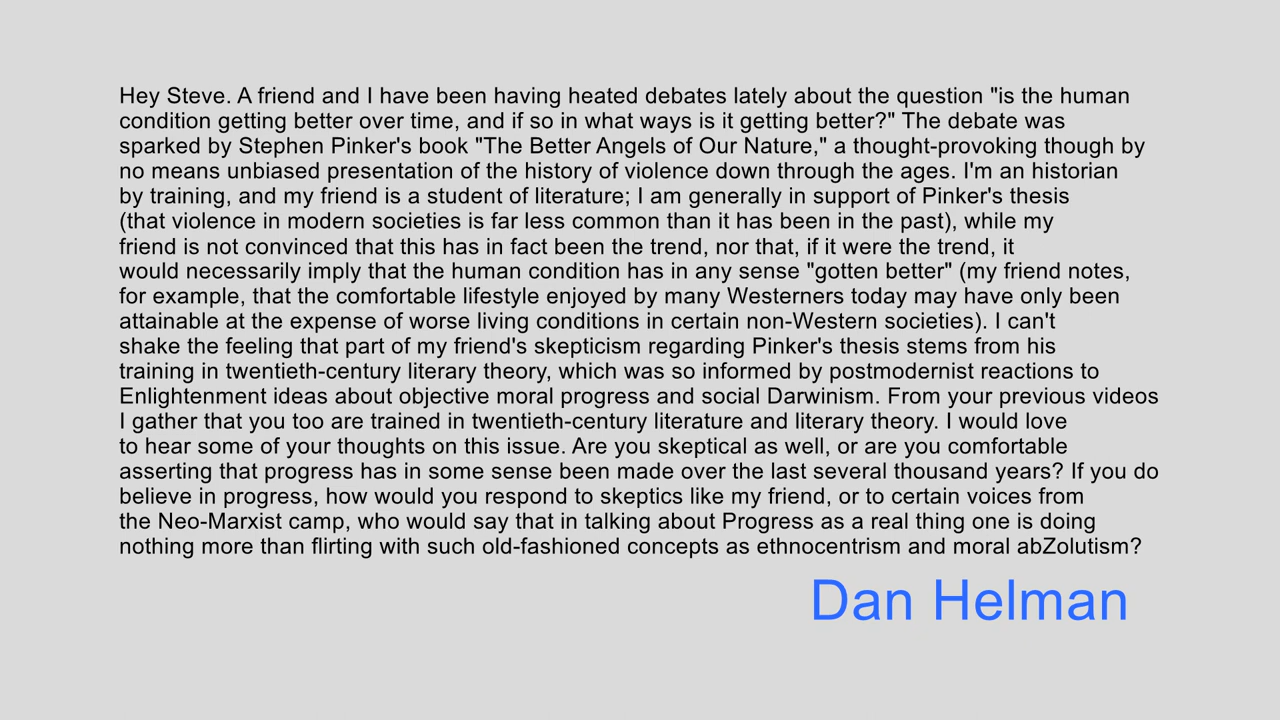 Hey Steve. A friend and I have been having heated debates lately about the question "is the human
condition getting better over time, and if so in what ways is it getting better?" The debate was
sparked by Stephen Pinker's book "The Better Angels of Our Nature," a thought-provoking though by
no means unbiased presentation of the history of violence down through the ages. I'm an historian
by training, and my friend is a student of literature; I am generally in support of Pinker's thesis
(that violence in modern societies is far less common than it has been in the past), while my
friend is not convinced that this has in fact been the trend, nor that, if it were the trend, it
would necessarily imply that the human condition has in any sense "gotten better" (my friend notes,
for example, that the comfortable lifestyle enjoyed by many Westerners today may have only been
attainable at the expense of worse living conditions in certain non-Western societies). I can't
shake the feeling that part of my friend's skepticism regarding Pinker's thesis stems from his
training in twentieth-century literary theory, which was so informed by postmodernist reactions to
Enlightenment ideas about objective moral progress and social Darwinism. From your previous videos
I gather that you too are trained in twentieth-century literature and literary theory. I would love
to hear some of your thoughts on this issue. Are you skeptical as well, or are you comfortable
asserting that progress has in some sense been made over the last several thousand years? If you do
believe in progress, how would you respond to skeptics like my friend, or to certain voices from
the Neo-Marxist camp, who would say that in talking about Progress as a real thing one is doing
nothing more than flirting with such old-fashioned concepts as ethnocentrism and moral abZolutism?
Dan Helman